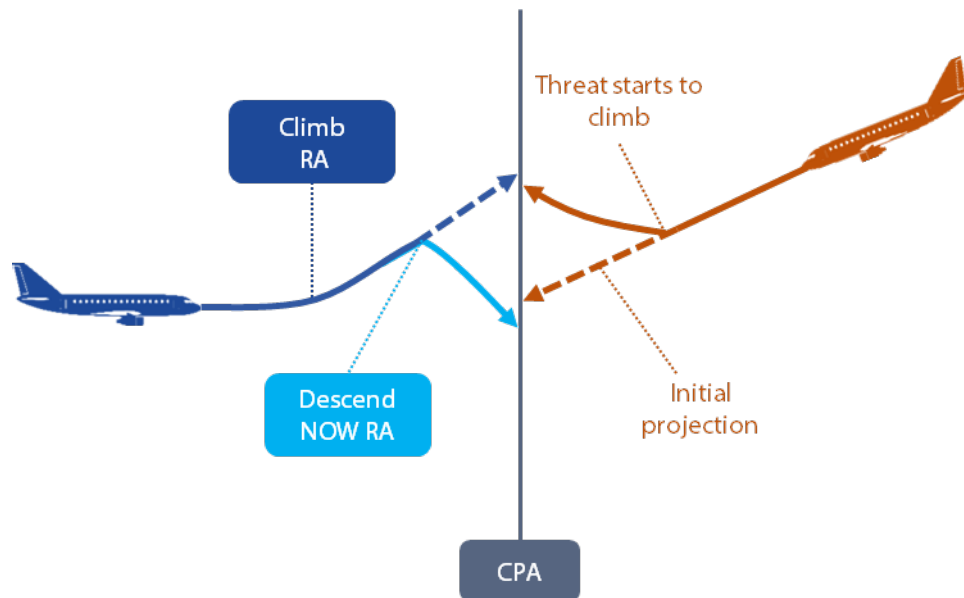 Threat starts to
climb
Climb
RA
Descend
NOW RA
Initial
projection
CPA